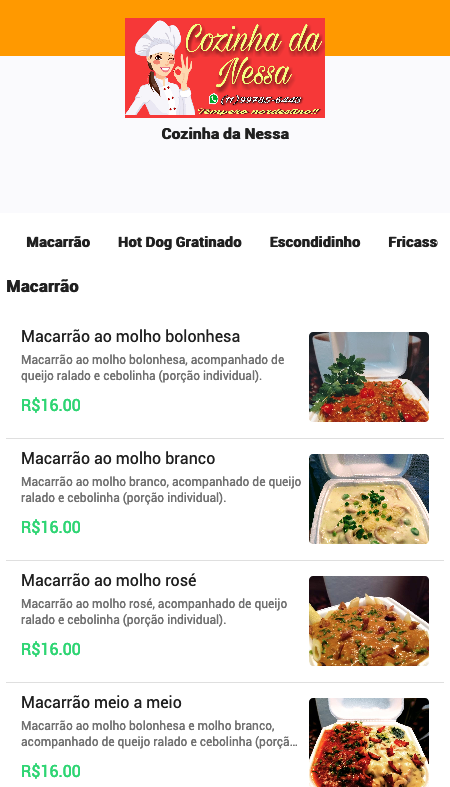 Cozinha da
Nessa
Tempero nordestino!!
Cozinha da Nessa
Macarrão Hot Dog Gratinado Escondidinho Fricass
Macarrão
Macarrão ao molho bolonhesa
Macarrão ao molho bolonhesa, acompanhado de
queijo ralado e cebolinha (porção individual).
R$16.00
Macarrão ao molho branco
Macarrão ao molho branco, acompanhado de queijo
ralado e cebolinha (porção individual).
R$16.00
Macarrão ao molho rosé
Macarrão ao molho rosé, acompanhado de queijo
ralado e cebolinha (porção individual).
R$16.00
Macarrão meio a meio
Macarrão ao molho bolonhesa e molho branco,
acompanhado de queijo ralado e cebolinha (porçã...
R$16.00